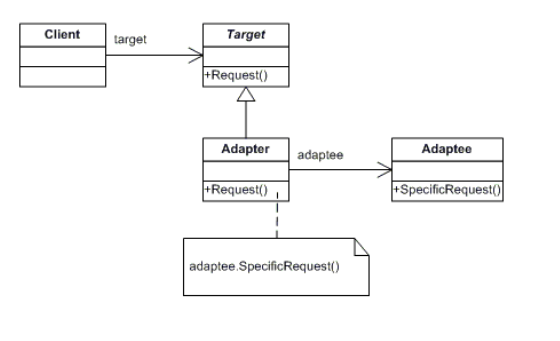 Client
target
Target
+Request()
Adapter
adaptee
Adaptee
+Request()
+SpecificRequest()
adaptee.SpecificRequest()